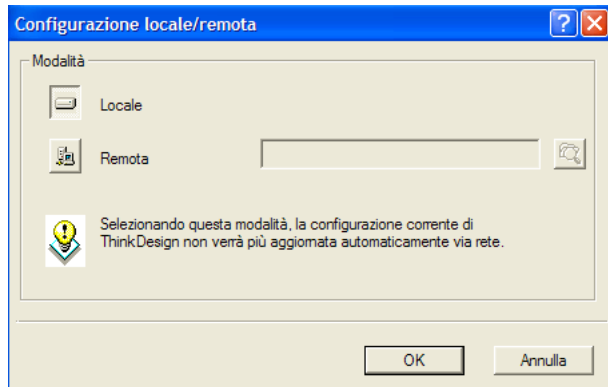 Configurazione locale/remota
Modalità
Locale
Remota
Selezionando questa modalità, la configurazione corrente di
ThinkDesign non verrà più aggiornata automaticamente via rete.
OK
Annulla